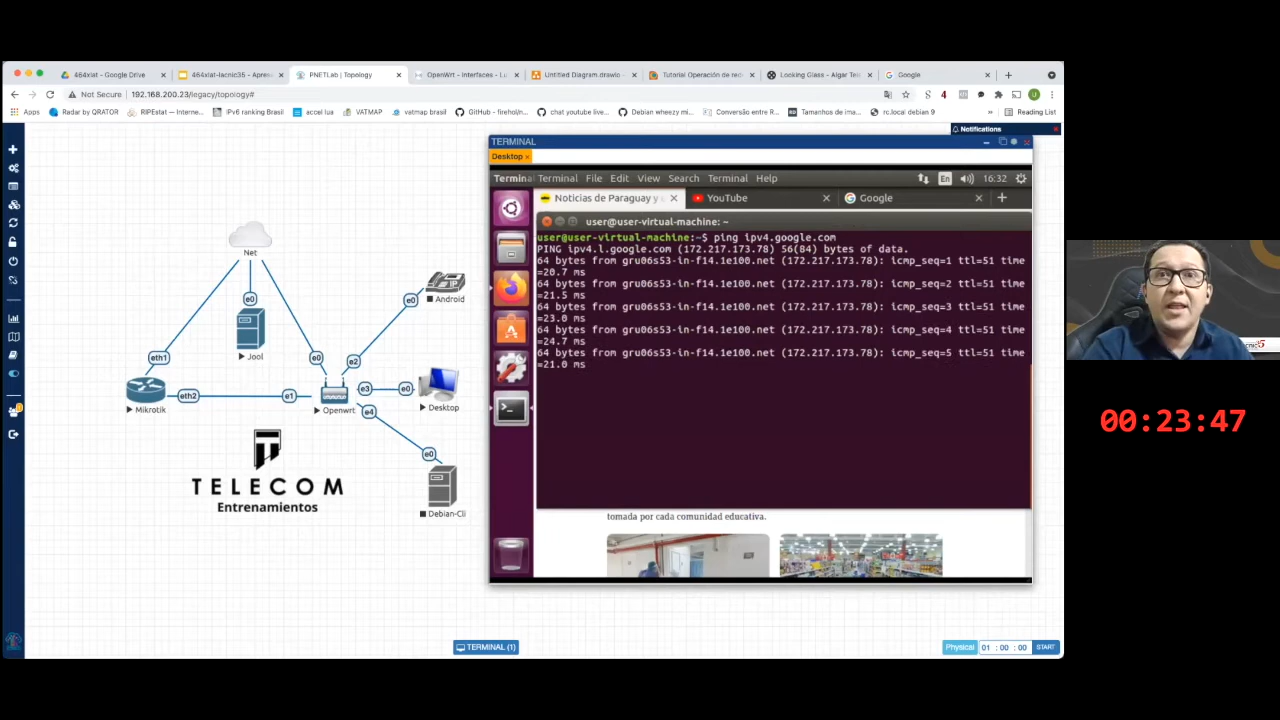 464xlat - Google Drive
464xlat-lacnic35 - Apres
PNETLab | Topology
OpenWrt - Interfaces - Lu
Untitled Diagram.drawio
Tutorial Operación de rec
Looking Glass - Algar Tel
Google
Not Secure | 192.168.200.23/legacy/topology#
Apps
Radar by QRATOR
RIPEstat — Interne...
IPv6 ranking Brasil
accel lua
VATMAP
vatmap brasil
GitHub - firehol/n...
chat youtube live...
Debian wheezy mi...
Conversão entre R...
Tamanhos de ima...
rc.local debian 9
Reading List
Notifications
TERMINAL
Desktop
Termina Terminal File Edit View Search Terminal Help
En
16:32
Noticias de Paraguay y
YouTube
Google
user@user-virtual-machine: ~
user@user-virtual-machine:~$ ping ipv4.google.com
PING ipv4.l.google.com (172.217.173.78) 56(84) bytes of data.
64 bytes from gru06s53-in-f14.1e100.net (172.217.173.78): icmp_seq=1 ttl=51 time
=20.7 ms
64 bytes from gru06s53-in-f14.1e100.net (172.217.173.78): icmp_seq=2 ttl=51 time
=21.5 ms
64 bytes from gru06s53-in-f14.1e100.net (172.217.173.78): icmp_seq=3 ttl=51 time
=23.0 ms
64 bytes from gru06s53-in-f14.1e100.net (172.217.173.78): icmp_seq=4 ttl=51 time
=24.7 ms
64 bytes from gru06s53-in-f14.1e100.net (172.217.173.78): icmp_seq=5 ttl=51 time
=21.0 ms
tomada por cada comunidad educativa.
Net
e0
Jool
eth1
Mikrotik
eth2
e1
e0
Openwrt
e2
e0
IP
Android
e3
e0
Desktop
e4
e0
Debian-Cli
TELECOM
Entrenamientos
TERMINAL (1)
Physical
01 : 00 : 00
START
00:23:47